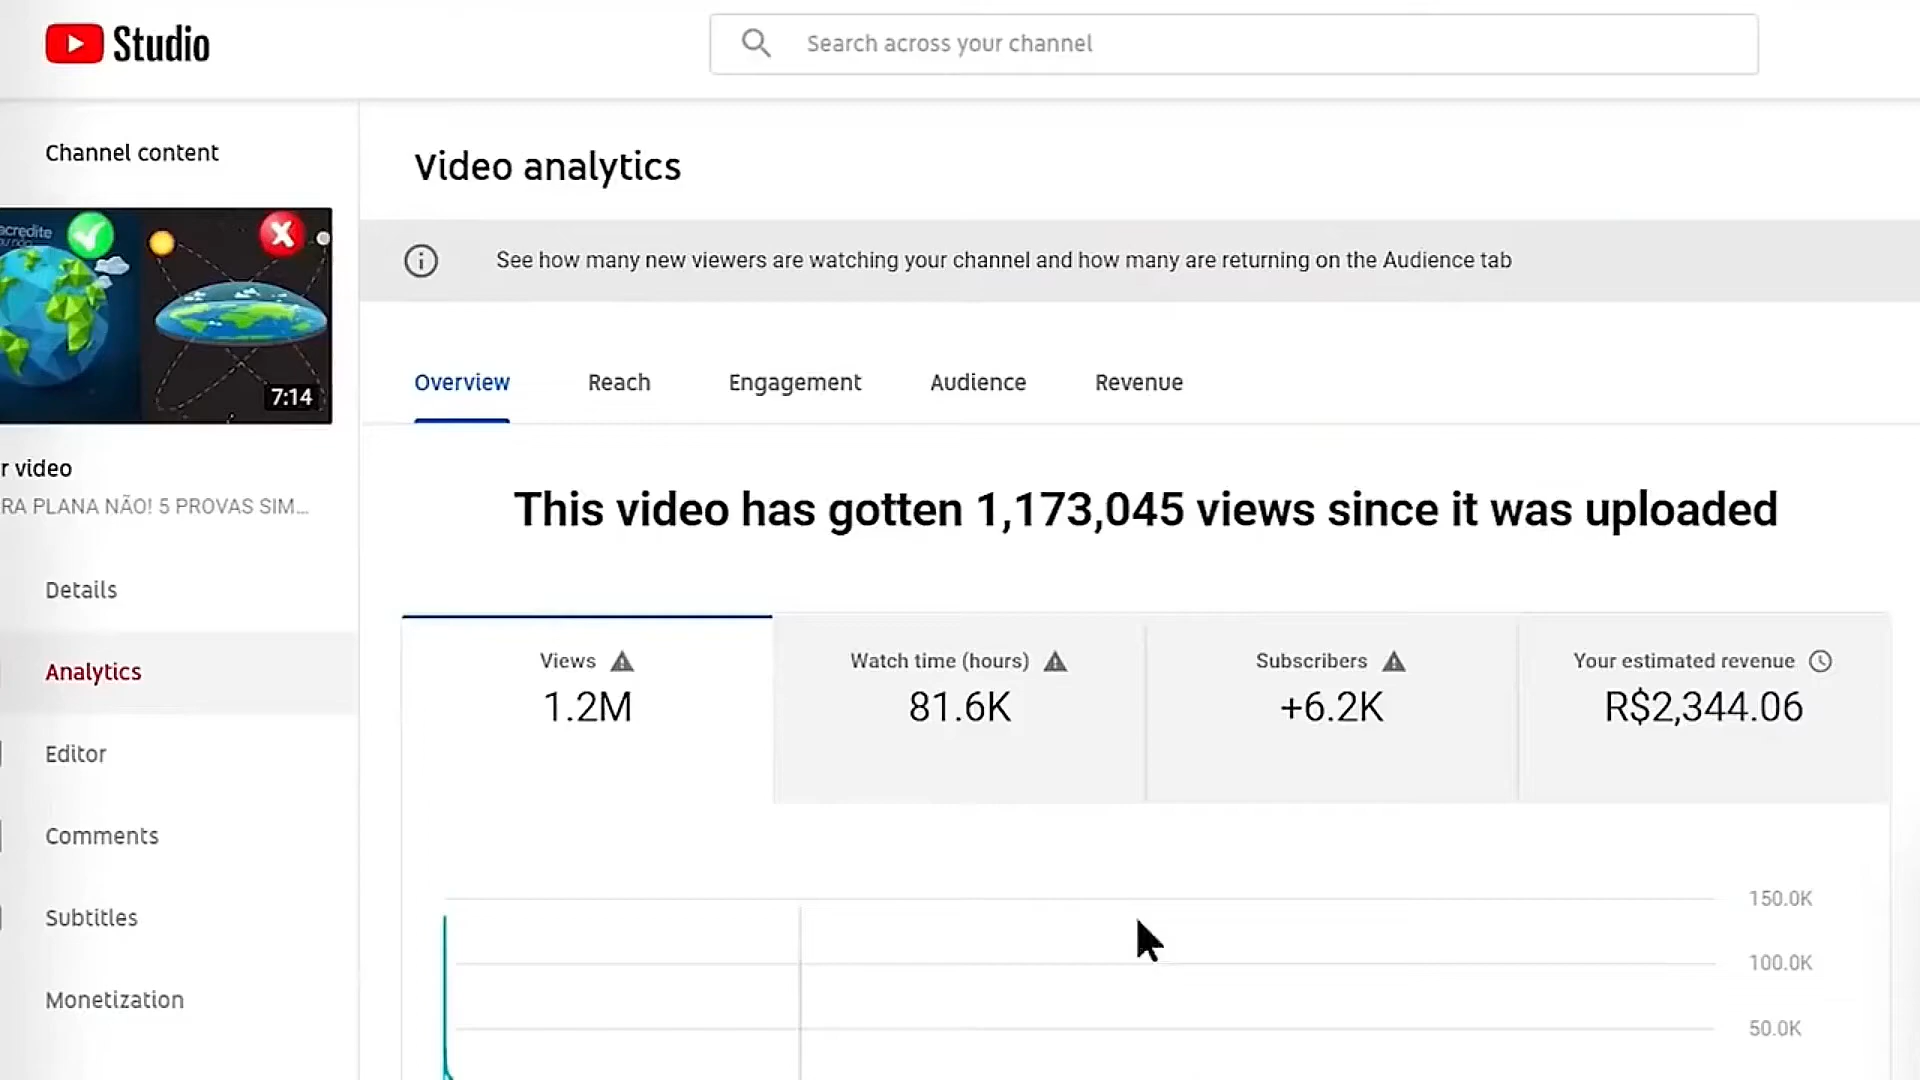 Studio
Search across your channel
Channel content
acredite
ou não
7:14
r video
RA PLANA NÃO! 5 PROVAS SIM...
Details
Analytics
Editor
Comments
Subtitles
Monetization
Video analytics
See how many new viewers are watching your channel and how many are returning on the Audience tab
Overview Reach Engagement Audience Revenue
This video has gotten 1,173,045 views since it was uploaded
Views Watch time (hours) Subscribers Your estimated revenue
1.2M 81.6K +6.2K R$2,344.06
150.0K
100.0K
50.0K